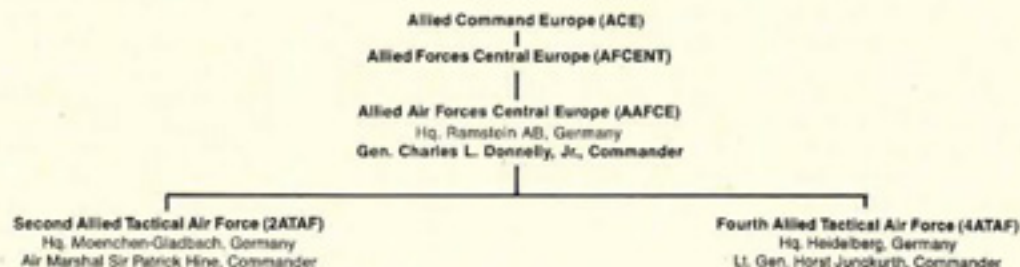 Allied Command Europe (ACE)
Allied Forces Central Europe (AFCENT)
Allied Air Forces Central Europe (AAFCE)
Hq. Ramstein AB, Germany
Gen. Charles L. Donnelly, Jr., Commander
Second Allied Tactical Air Force (2ATAF)
Hq. Moenchen-Gladbach, Germany
Air Marshal Sir Patrick Hine, Commander
Fourth Allied Tactical Air Force (4ATAF)
Hq. Heidelberg, Germany
Lt. Gen. Horst Jungkurth, Commander